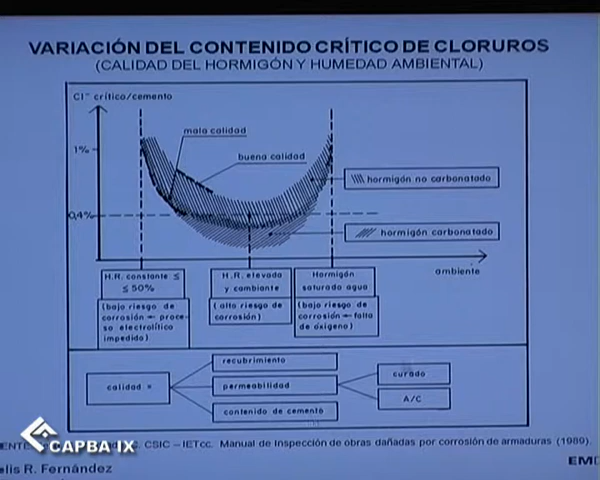 VARIACIÓN DEL CONTENIDO CRÍTICO DE CLORUROS
(CALIDAD DEL HORMIGÓN Y HUMEDAD AMBIENTAL)
Cl⁻ crítico/cemento
mala calidad
1%
buena calidad
hormigón no carbonatado
0,4%
hormigón carbonatado
ambiente
H.R. constante ≤
≤ 50%
(bajo riesgo de
corrosión — proce-
so electrolítico
impedido)
H.R. elevada
y cambiante
(alto riesgo de
corrosión)
Hormigón
saturado agua
(bajo riesgo de
corrosión — falta
de óxigeno)
calidad =
recubrimiento
permeabilidad
contenido de cemento
curado
A/C
CSIC – IETcc. Manual de Inspección de obras dañadas por corrosión de armaduras (1989).
CAPBA IX
elis R. Fernández
EMD